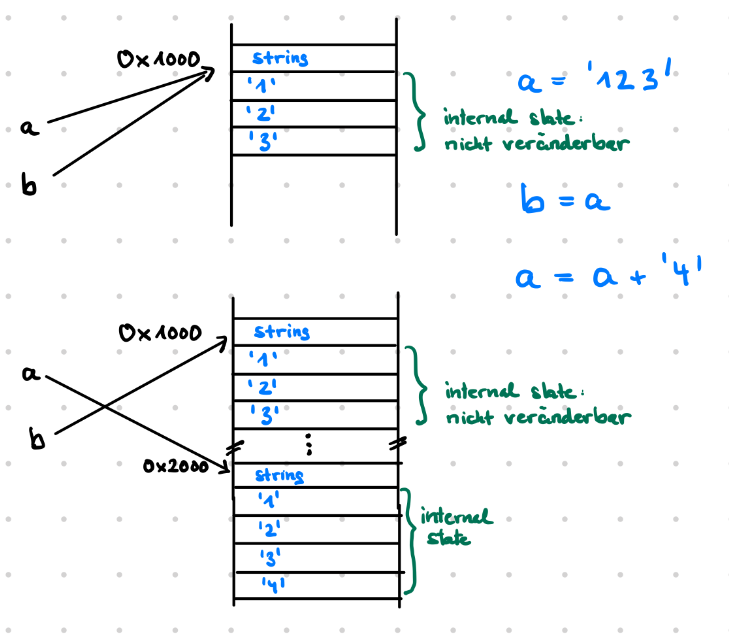 0x1000
string
'1'
'2'
'3'
a
b
internal state:
nicht veränderbar
a = '123'
b = a
a = a + '4'
0x1000
string
'1'
'2'
'3'
a
b
internal state:
nicht veränderbar
⋮
0x2000
string
'1'
'2'
'3'
'4'
internal
state